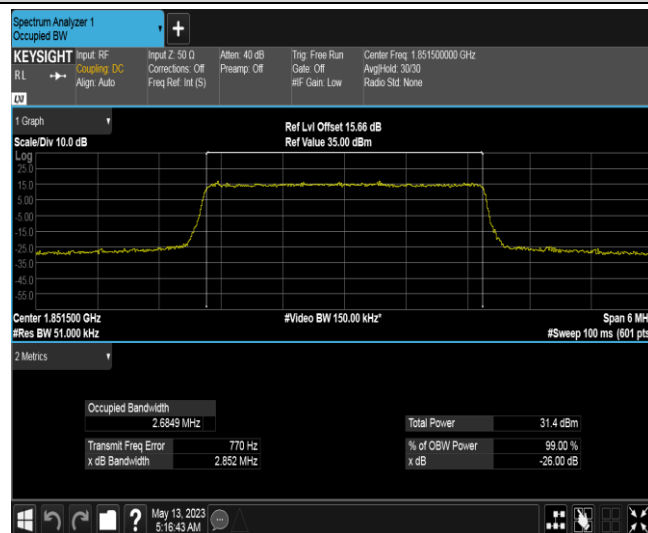 Spectrum Analyzer 1
Occupied BW
+
KEYSIGHT
RL
LXI
Input: RF
Coupling: DC
Align: Auto
Input Z: 50 Ω
Corrections: Off
Freq Ref: Int (S)
Atten: 40 dB
Preamp: Off
Trig: Free Run
Gate: Off
#IF Gain: Low
Center Freq: 1.851500000 GHz
Avg|Hold: 30/30
Radio Std: None
1 Graph
Scale/Div 10.0 dB
Ref Lvl Offset 15.66 dB
Ref Value 35.00 dBm
Log
25.0
15.0
5.00
-5.00
-15.0
-25.0
-35.0
-45.0
-55.0
Center 1.851500 GHz
#Res BW 51.000 kHz
#Video BW 150.00 kHz*
Span 6 MH
#Sweep 100 ms (601 pts
2 Metrics
Occupied Bandwidth
2.6849 MHz
Transmit Freq Error 770 Hz
x dB Bandwidth 2.852 MHz
Total Power 31.4 dBm
% of OBW Power 99.00 %
x dB -26.00 dB
?
May 13, 2023
5:16:43 AM